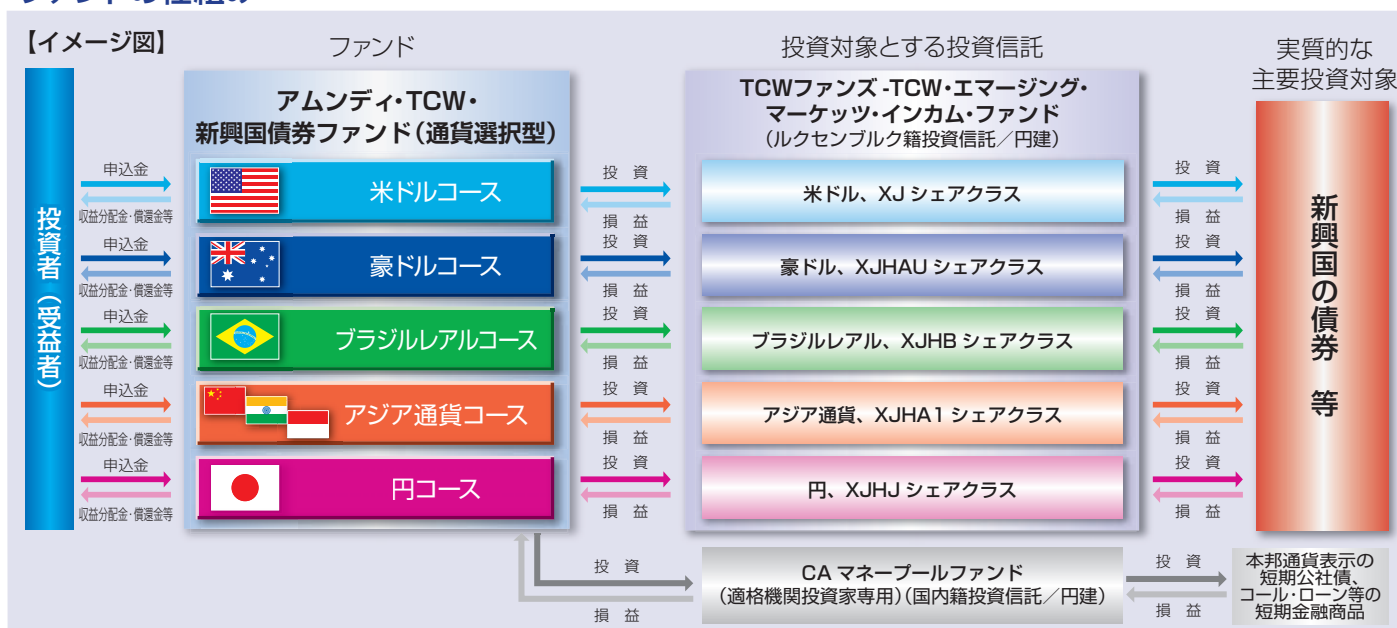 【イメージ図】
ファンド
投資対象とする投資信託
実質的な
主要投資対象
投資者（受益者）
アムンディ・TCW・
新興国債券ファンド（通貨選択型）
TCWファンズ -TCW・エマージング・
マーケッツ・インカム・ファンド
（ルクセンブルク籍投資信託／円建）
申込金
収益分配金・償還金等
米ドルコース
投 資
損 益
米ドル、XJ シェアクラス
投 資
損 益
申込金
収益分配金・償還金等
豪ドルコース
投 資
損 益
豪ドル、XJHAU シェアクラス
投 資
損 益
申込金
収益分配金・償還金等
ブラジルレアルコース
投 資
損 益
ブラジルレアル、XJHB シェアクラス
投 資
損 益
申込金
収益分配金・償還金等
アジア通貨コース
投 資
損 益
アジア通貨、XJHA1 シェアクラス
投 資
損 益
申込金
収益分配金・償還金等
円コース
投 資
損 益
円、XJHJ シェアクラス
投 資
損 益
新興国の債券 等
投 資
損 益
CA マネープールファンド
（適格機関投資家専用）（国内籍投資信託／円建）
投 資
損 益
本邦通貨表示の
短期公社債、
コール・ローン等の
短期金融商品